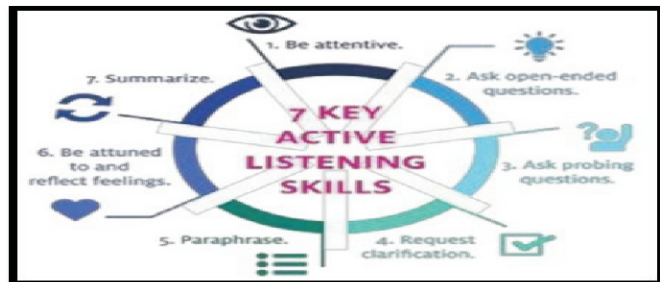 7 KEY
ACTIVE
LISTENING
SKILLS
1. Be attentive.
2. Ask open-ended
questions.
3. Ask probing
questions.
4. Request
clarification.
5. Paraphrase.
6. Be attuned
to and
reflect feelings.
7. Summarize.